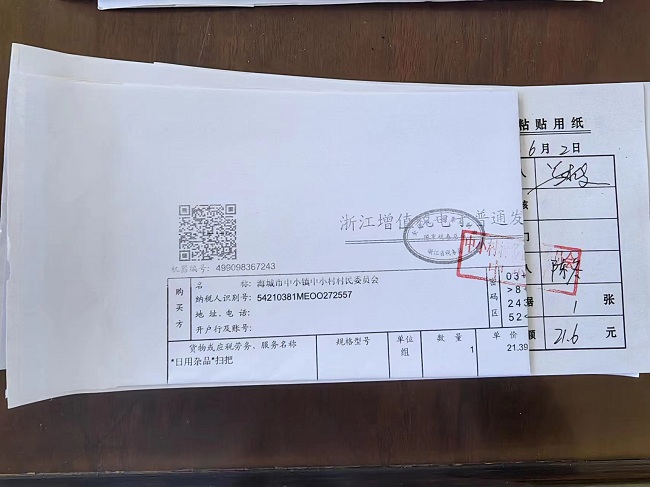 粘贴用纸
6月2日
浙江增值税电子普通发
机器编号: 499098367243
购买方
名 称: 海城市中小镇中小村村民委员会
纳税人识别号: 54210381MEOO272557
地 址、电 话:
开户行及账号:
密码区
03+
>8
243
52<
货物或应税劳务、服务名称 规格型号 单位 数 量 单 价
*日用杂品*扫把 组 1 21.39
1 张
额 21.6 元